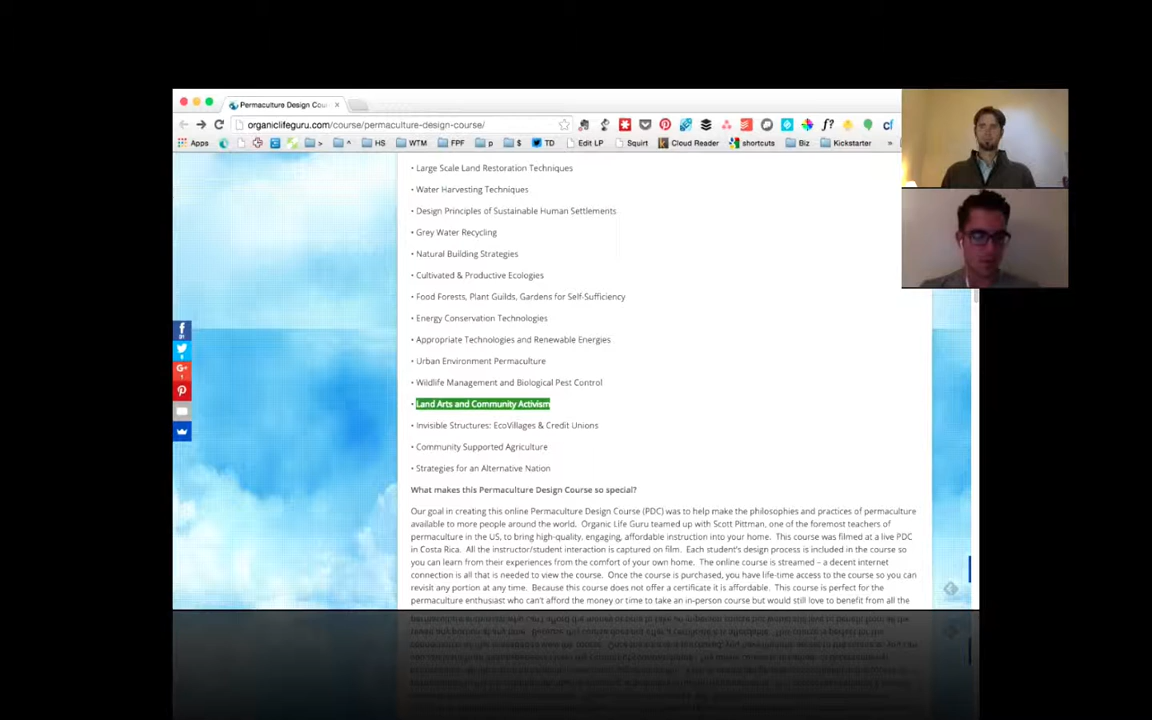 Permaculture Design Cou
organiclifeguru.com/course/permaculture-design-course/
f?
Apps > ^ HS WTM FPF p $ TD Edit LP Squirt Cloud Reader shortcuts Biz Kickstarter »
• Large Scale Land Restoration Techniques
• Water Harvesting Techniques
• Design Principles of Sustainable Human Settlements
• Grey Water Recycling
• Natural Building Strategies
• Cultivated & Productive Ecologies
• Food Forests, Plant Guilds, Gardens for Self-Sufficiency
• Energy Conservation Technologies
• Appropriate Technologies and Renewable Energies
• Urban Environment Permaculture
• Wildlife Management and Biological Pest Control
• Land Arts and Community Activism
• Invisible Structures: EcoVillages & Credit Unions
• Community Supported Agriculture
• Strategies for an Alternative Nation
What makes this Permaculture Design Course so special?
Our goal in creating this online Permaculture Design Course (PDC) was to help make the philosophies and practices of permaculture
available to more people around the world. Organic Life Guru teamed up with Scott Pittman, one of the foremost teachers of
permaculture in the US, to bring high-quality, engaging, affordable instruction into your home. This course was filmed at a live PDC
in Costa Rica. All the instructor/student interaction is captured on film. Each student's design process is included in the course so
you can learn from their experiences from the comfort of your own home. The online course is streamed – a decent internet
connection is all that is needed to view the course. Once the course is purchased, you have life-time access to the course so you can
revisit any portion at any time. Because this course does not offer a certificate it is affordable. This course is perfect for the
permaculture enthusiast who can't afford the money or time to take an in-person course but would still love to benefit from all the